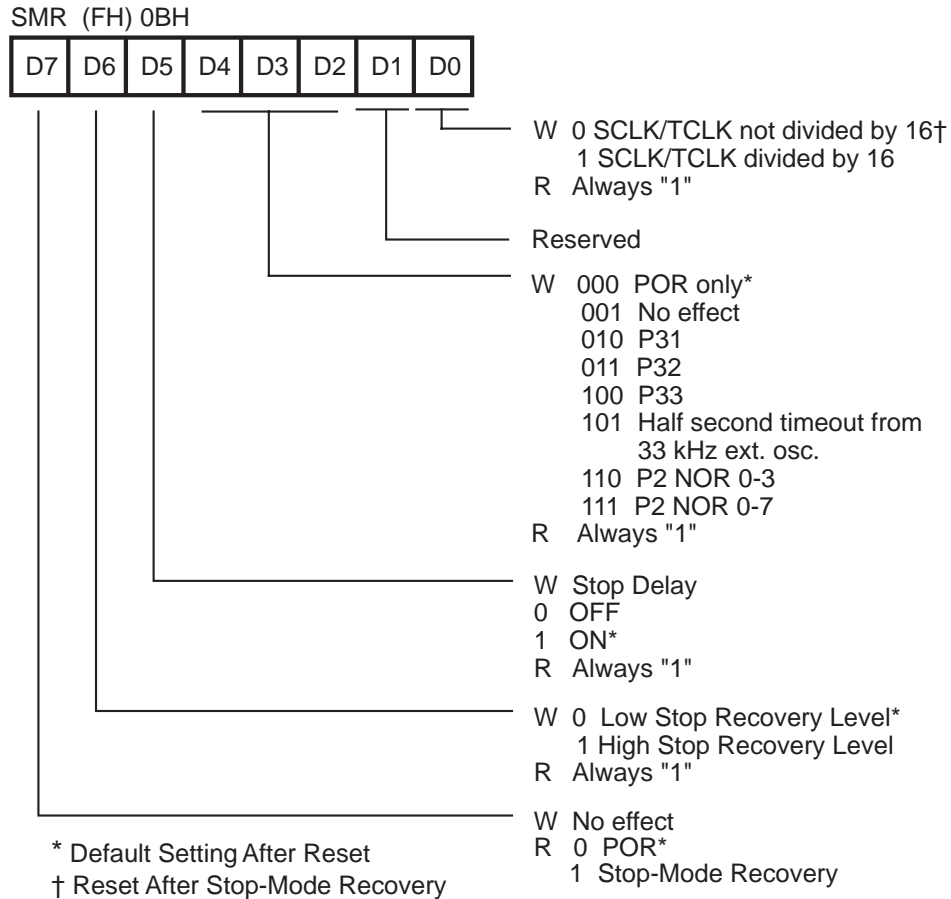 SMR (FH) 0BH
D7 D6 D5 D4 D3 D2 D1 D0
W 0 SCLK/TCLK not divided by 16†
1 SCLK/TCLK divided by 16
R Always "1"
Reserved
W 000 POR only*
001 No effect
010 P31
011 P32
100 P33
101 Half second timeout from
33 kHz ext. osc.
110 P2 NOR 0-3
111 P2 NOR 0-7
R Always "1"
W Stop Delay
0 OFF
1 ON*
R Always "1"
W 0 Low Stop Recovery Level*
1 High Stop Recovery Level
R Always "1"
W No effect
R 0 POR*
1 Stop-Mode Recovery
* Default Setting After Reset
† Reset After Stop-Mode Recovery